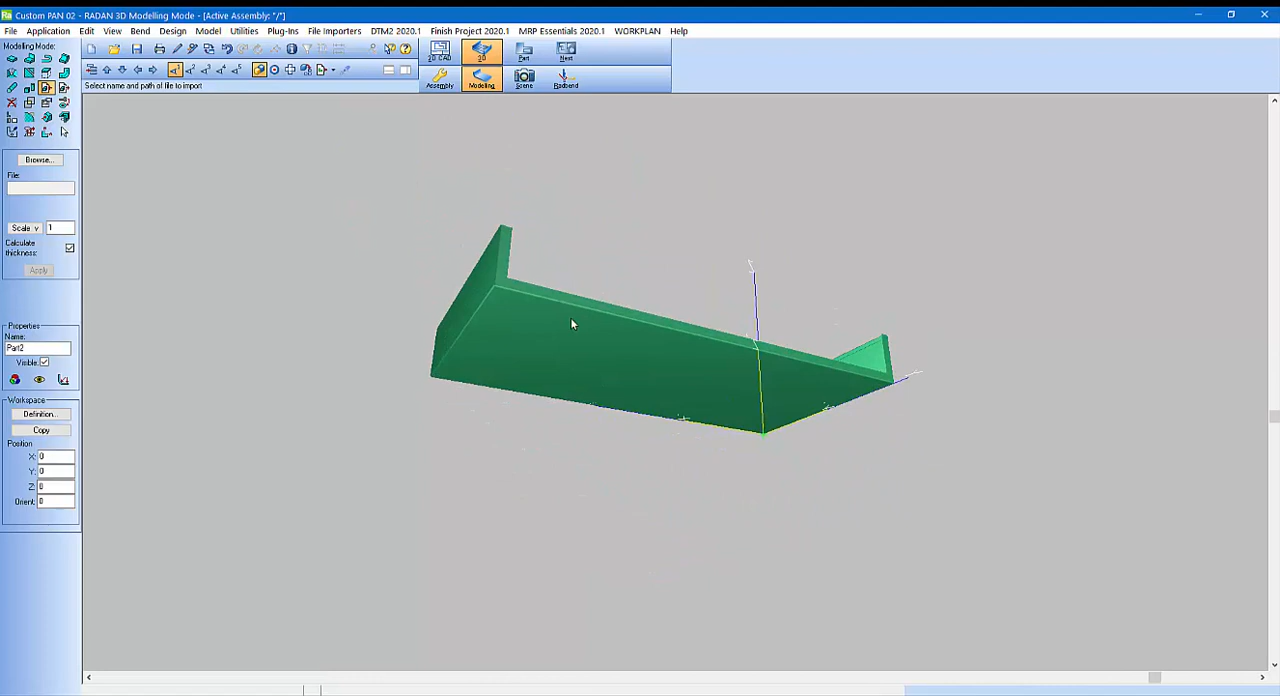 Custom PAN 02 - RADAN 3D Modelling Mode - [Active Assembly: "/"]
File Application Edit View Bend Design Model Utilities Plug-Ins File Importers DTM2 2020.1 Finish Project 2020.1 MRP Essentials 2020.1 WORKPLAN Help
Modelling Mode:
2D CAD 3D Part Nest
Assembly Modeling Scene Radbend
Select name and path of file to import
Browse...
File:
Scale v 1
Calculate
thickness:
Apply
Properties
Name:
Part2
Visible:
Workspace
Definition...
Copy
Position
X: 0
Y: 0
Z: 0
Orient: 0